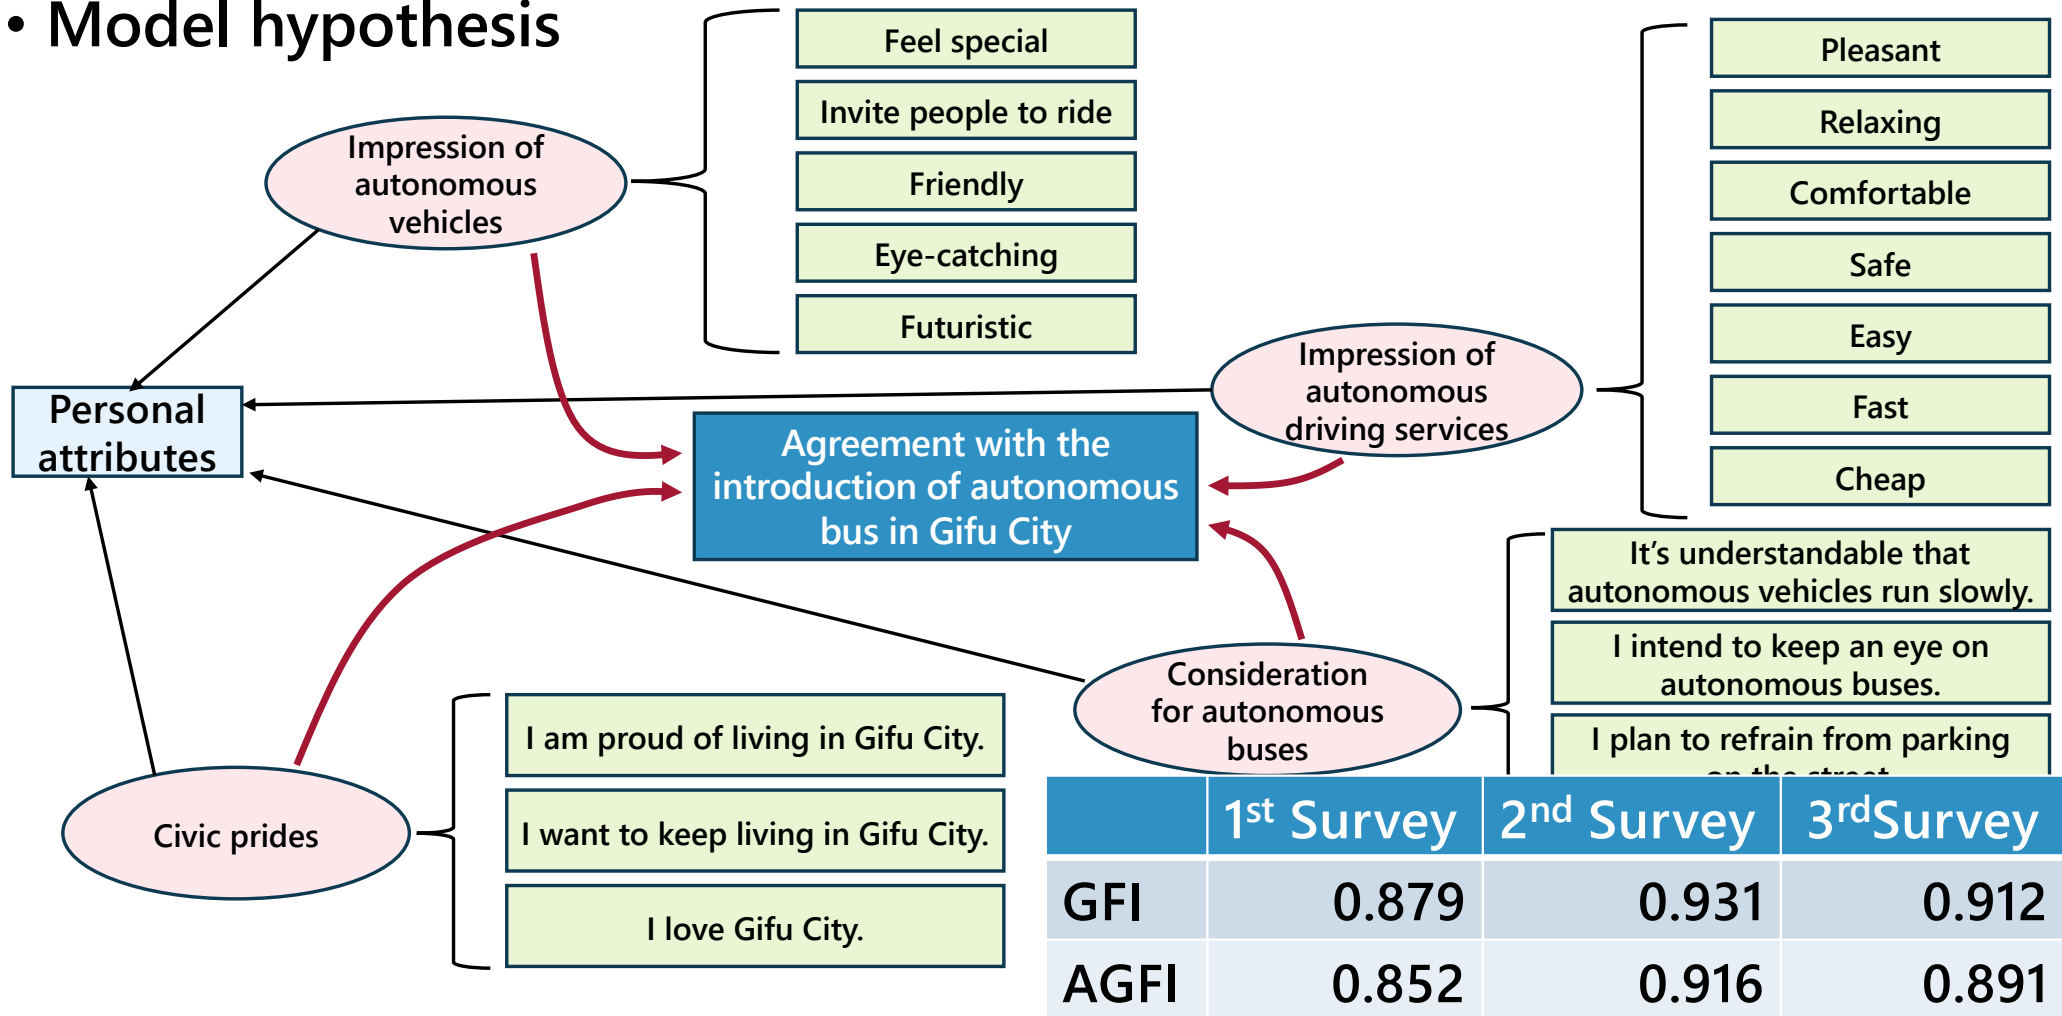 • Model hypothesis
Feel special
Invite people to ride
Friendly
Eye-catching
Futuristic
Impression of
autonomous
vehicles
Pleasant
Relaxing
Comfortable
Safe
Easy
Fast
Cheap
Impression of
autonomous
driving services
Personal
attributes
Agreement with the
introduction of autonomous
bus in Gifu City
It’s understandable that
autonomous vehicles run slowly.
I intend to keep an eye on
autonomous buses.
I plan to refrain from parking
on the street
Consideration
for autonomous
buses
Civic prides
I am proud of living in Gifu City.
I want to keep living in Gifu City.
I love Gifu City.
1st Survey 2nd Survey 3rdSurvey
GFI 0.879 0.931 0.912
AGFI 0.852 0.916 0.891